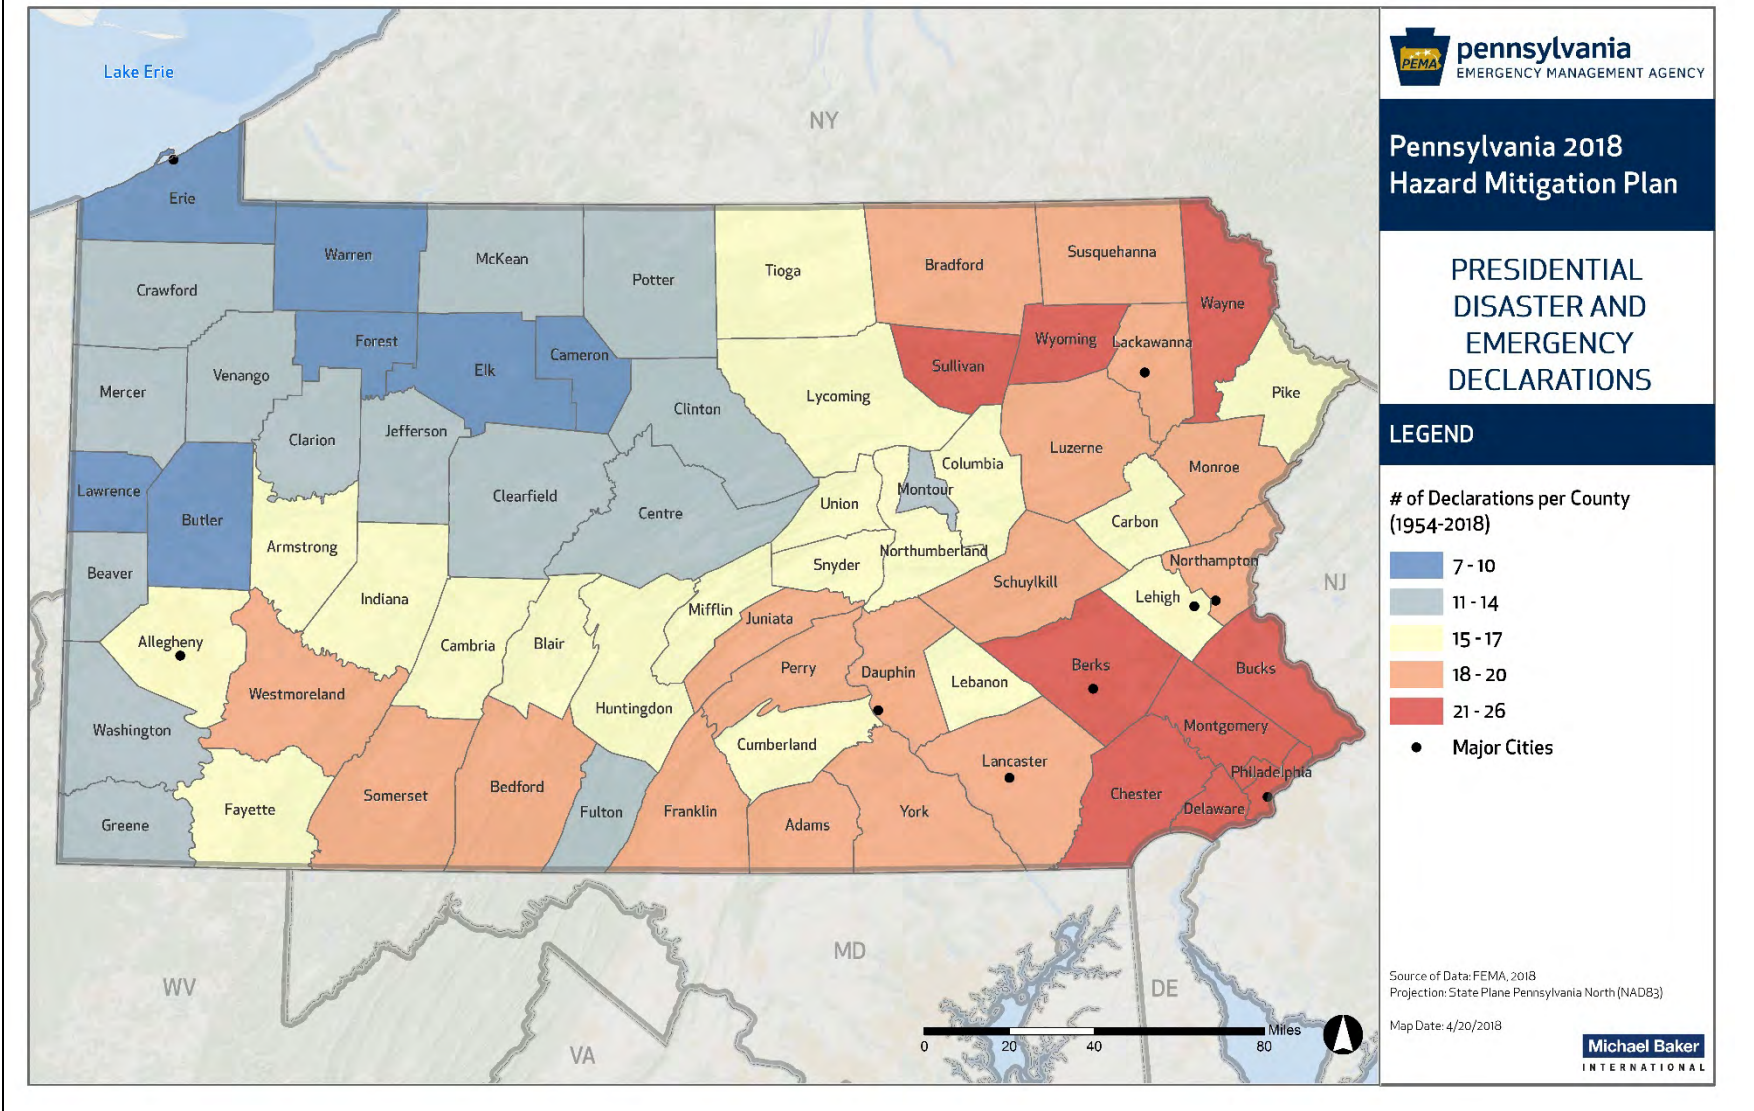 Lake Erie
NY
Erie
Warren
McKean
Potter
Tioga
Bradford
Susquehanna
Wayne
Crawford
Forest
Elk
Cameron
Sullivan
Wyoming
Lackawanna
Pike
Mercer
Venango
Clarion
Jefferson
Clinton
Lycoming
Columbia
Luzerne
Monroe
Lawrence
Butler
Clearfield
Centre
Union
Montour
Carbon
Armstrong
Beaver
Indiana
Snyder
Northumberland
Schuylkill
Northampton
Lehigh
NJ
Allegheny
Westmoreland
Cambria
Blair
Mifflin
Juniata
Perry
Dauphin
Lebanon
Berks
Bucks
Huntingdon
Washington
Cumberland
Lancaster
Montgomery
Philadelphia
Greene
Fayette
Somerset
Bedford
Fulton
Franklin
Adams
York
Chester
Delaware
WV
MD
DE
VA
0 20 40 80 Miles
PEMA
pennsylvania
EMERGENCY MANAGEMENT AGENCY
Pennsylvania 2018
Hazard Mitigation Plan
PRESIDENTIAL
DISASTER AND
EMERGENCY
DECLARATIONS
LEGEND
# of Declarations per County
(1954-2018)
7 - 10
11 - 14
15 - 17
18 - 20
21 - 26
Major Cities
Source of Data: FEMA, 2018
Projection: State Plane Pennsylvania North (NAD83)
Map Date: 4/20/2018
Michael Baker
INTERNATIONAL